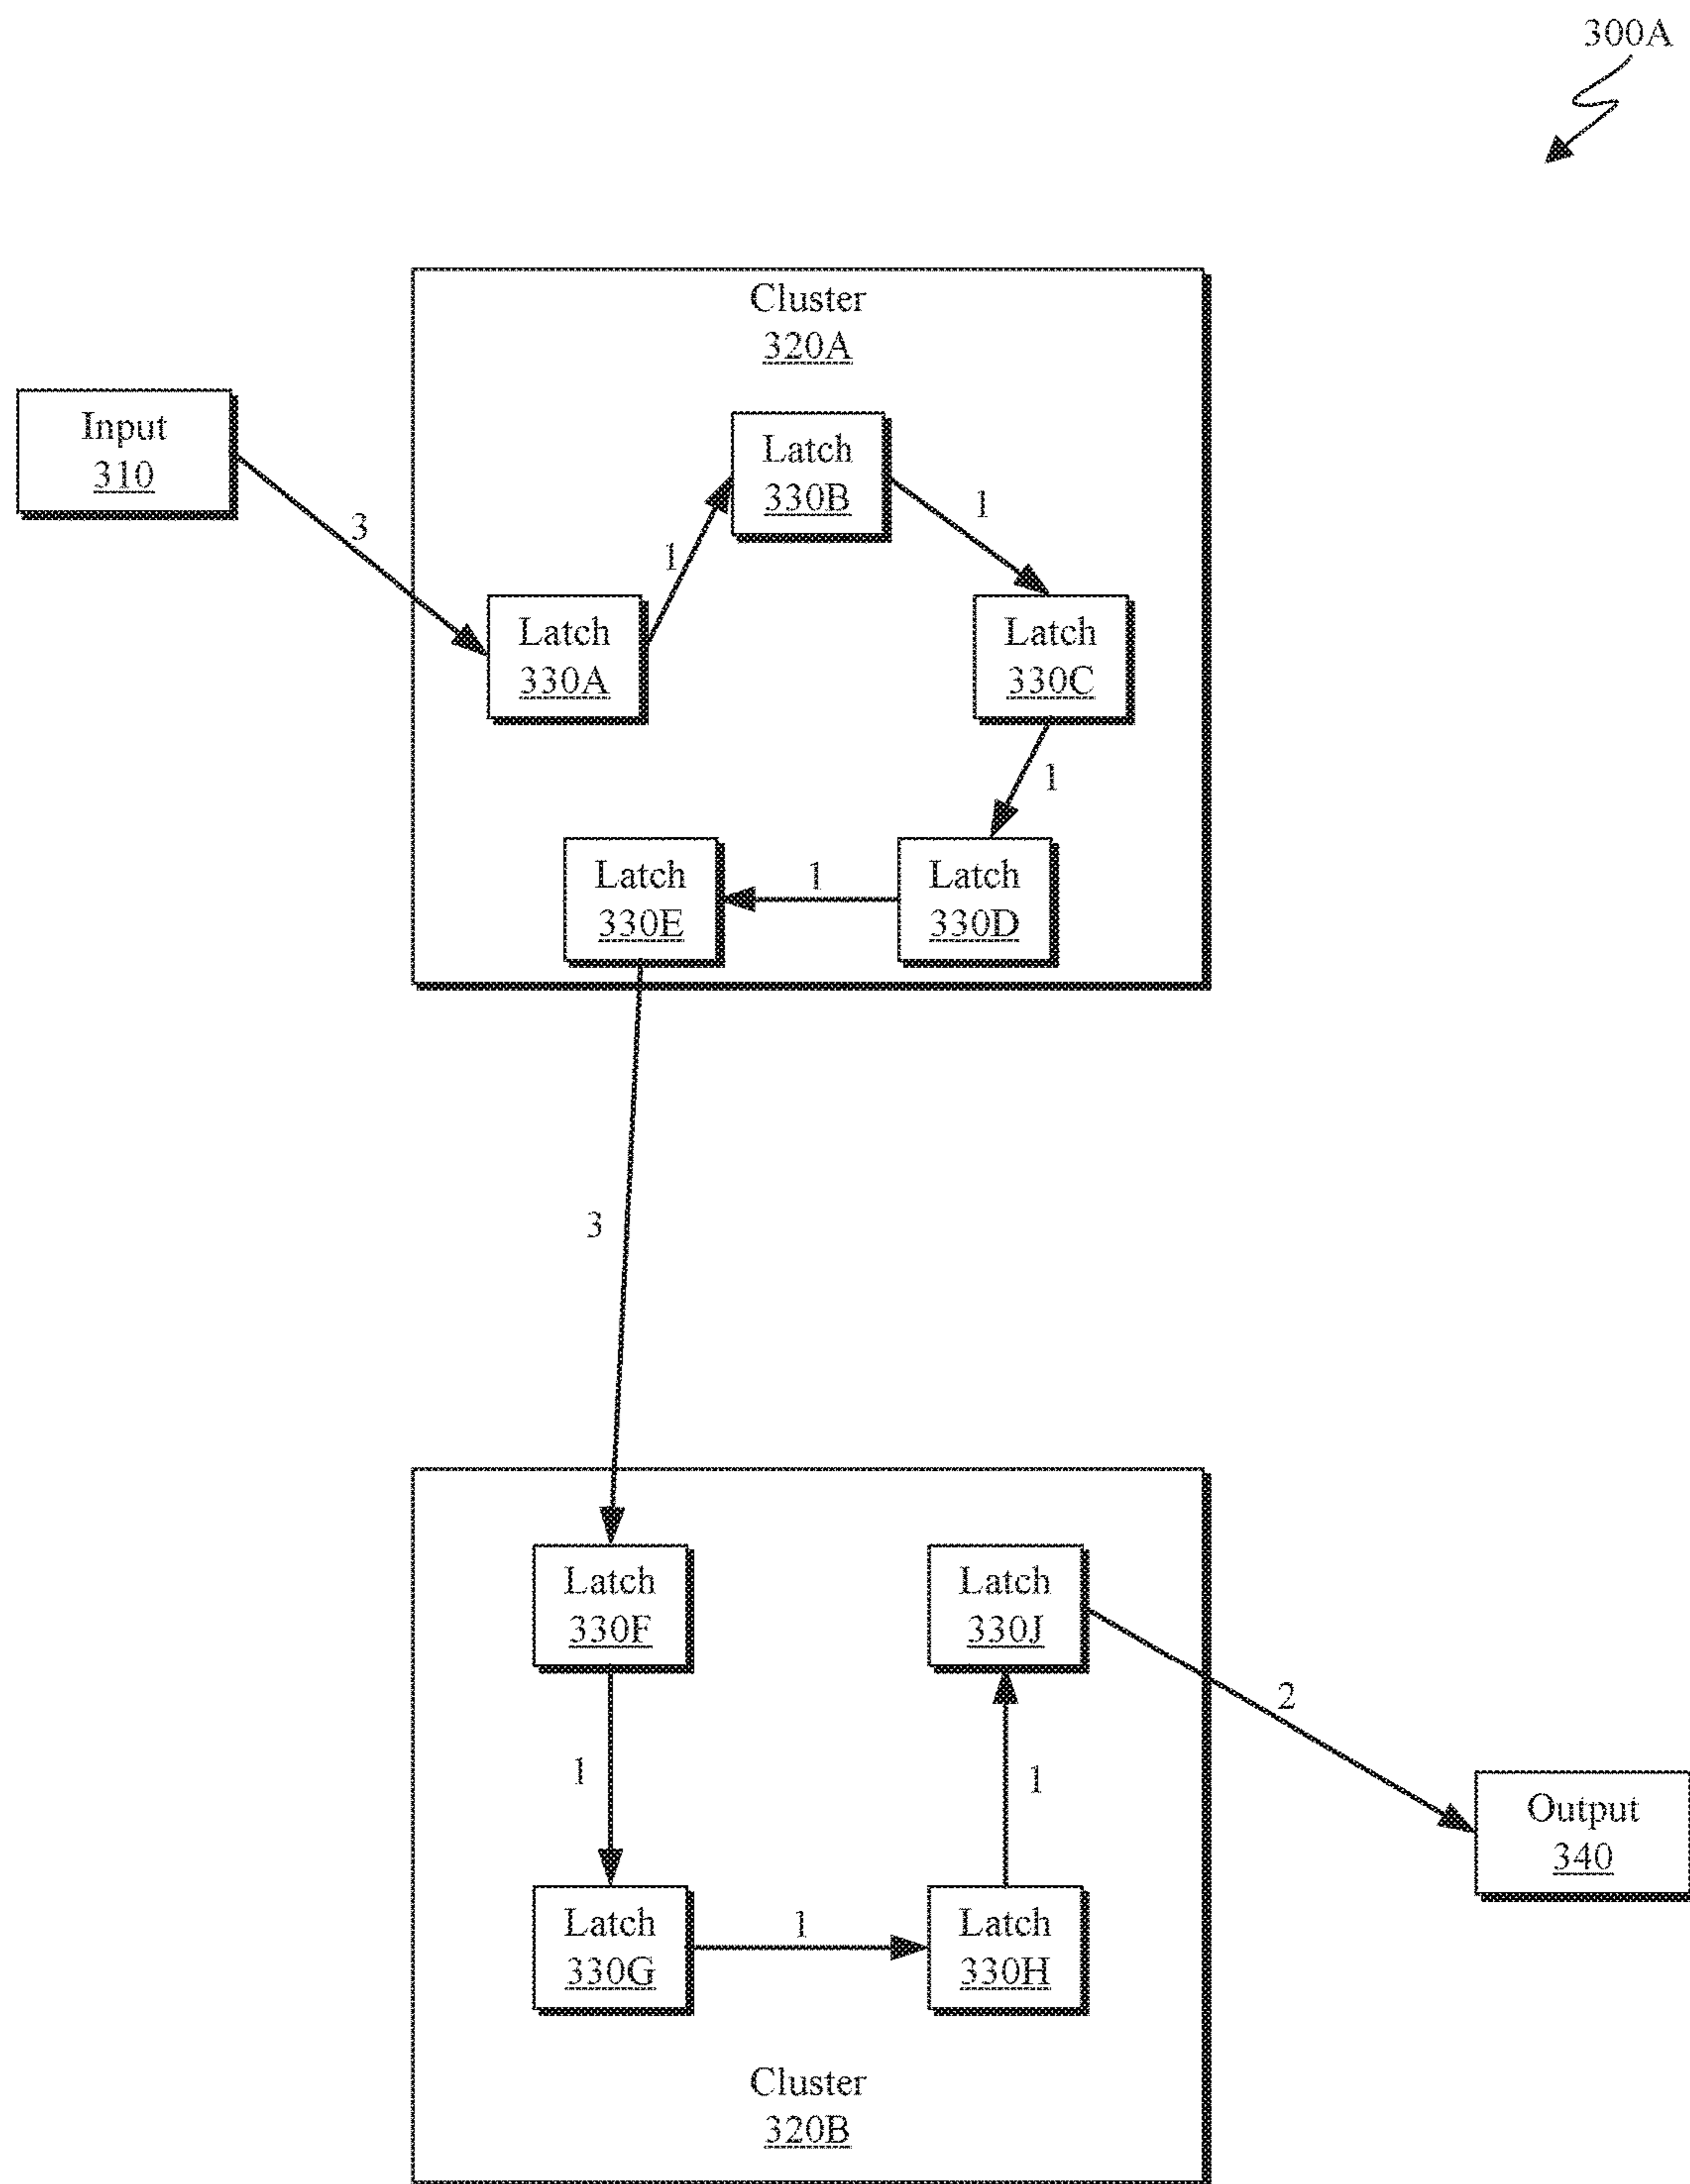 300A
Cluster
320A
Input
310
3
Latch
330B
1
1
Latch
330A
Latch
330C
1
Latch
330E
1
Latch
330D
3
Latch
330F
Latch
330J
2
1
1
Output
340
Latch
330G
1
Latch
330H
Cluster
320B